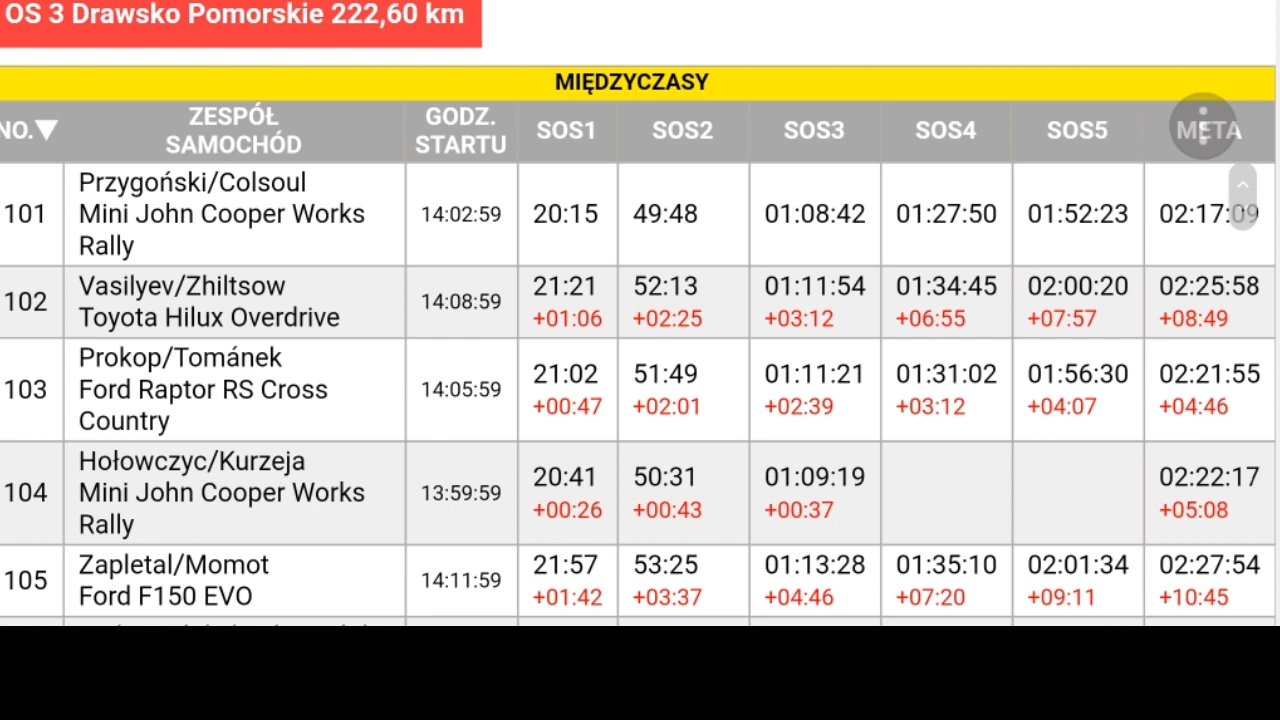 OS 3 Drawsko Pomorskie 222,60 km
MIĘDZYCZASY
NO.▼ ZESPÓŁ SAMOCHÓD GODZ. STARTU SOS1 SOS2 SOS3 SOS4 SOS5 META
101 Przygoński/Colsoul 14:02:59 20:15 49:48 01:08:42 01:27:50 01:52:23 02:17:09
Mini John Cooper Works
Rally
102 Vasilyev/Zhiltsow 14:08:59 21:21 52:13 01:11:54 01:34:45 02:00:20 02:25:58
Toyota Hilux Overdrive +01:06 +02:25 +03:12 +06:55 +07:57 +08:49
103 Prokop/Tománek 14:05:59 21:02 51:49 01:11:21 01:31:02 01:56:30 02:21:55
Ford Raptor RS Cross +00:47 +02:01 +02:39 +03:12 +04:07 +04:46
Country
104 Hołowczyc/Kurzeja 13:59:59 20:41 50:31 01:09:19 02:22:17
Mini John Cooper Works +00:26 +00:43 +00:37 +05:08
Rally
105 Zapletal/Momot 14:11:59 21:57 53:25 01:13:28 01:35:10 02:01:34 02:27:54
Ford F150 EVO +01:42 +03:37 +04:46 +07:20 +09:11 +10:45